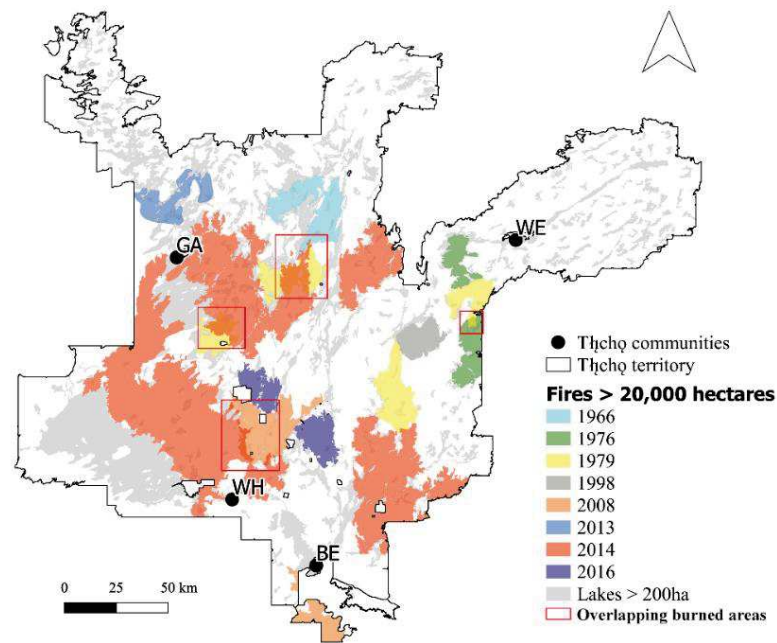 GA
WE
WH
BE
0 25 50 km
Tłı̨chǫ communities
Tłı̨chǫ territory
Fires > 20,000 hectares
1966
1976
1979
1998
2008
2013
2014
2016
Lakes > 200ha
Overlapping burned areas